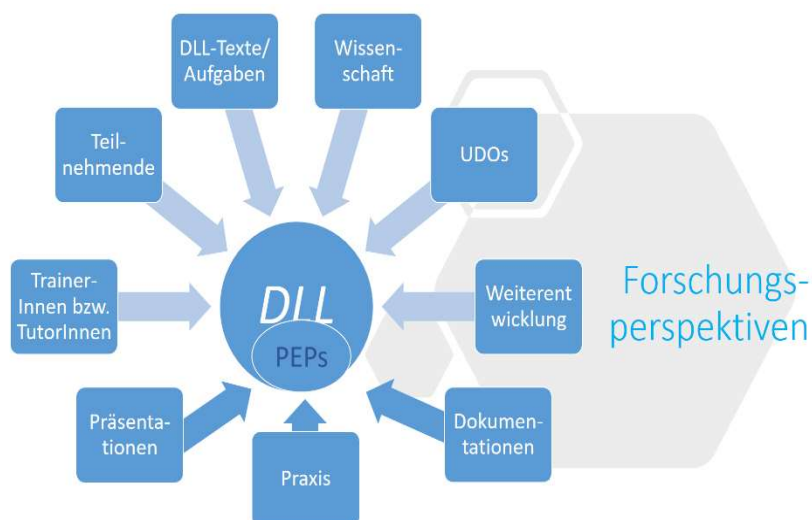 DLL-Texte/
Aufgaben
Wissen-
schaft
Teil-
nehmende
UDOs
Trainer-
Innen bzw.
TutorInnen
DLL
PEPs
Weiterent
wicklung
Forschungs-
perspektiven
Präsenta-
tionen
Praxis
Dokumen-
tationen